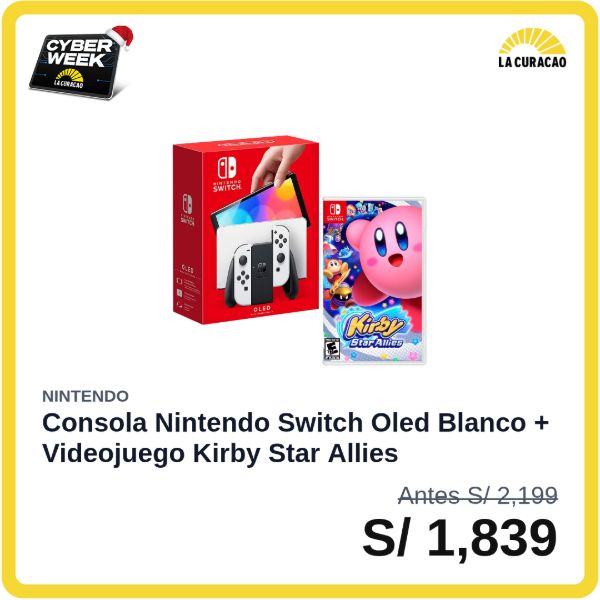 CYBER
WEEK
LA CURACAO
LA CURACAO
NINTENDO
SWITCH
OLED
OLED
Kirby
Star Allies
NINTENDO
Consola Nintendo Switch Oled Blanco +
Videojuego Kirby Star Allies
Antes S/ 2,199
S/ 1,839